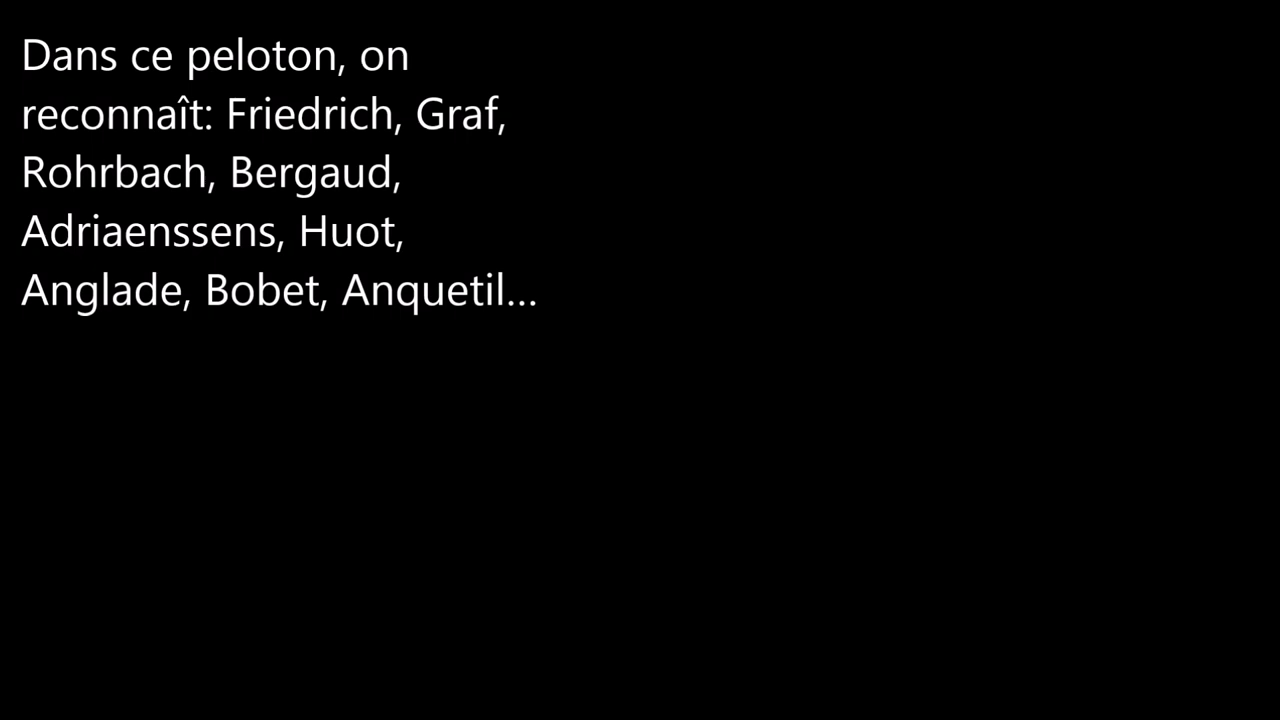 Dans ce peloton, on
reconnaît: Friedrich, Graf,
Rohrbach, Bergaud,
Adriaenssens, Huot,
Anglade, Bobet, Anquetil...